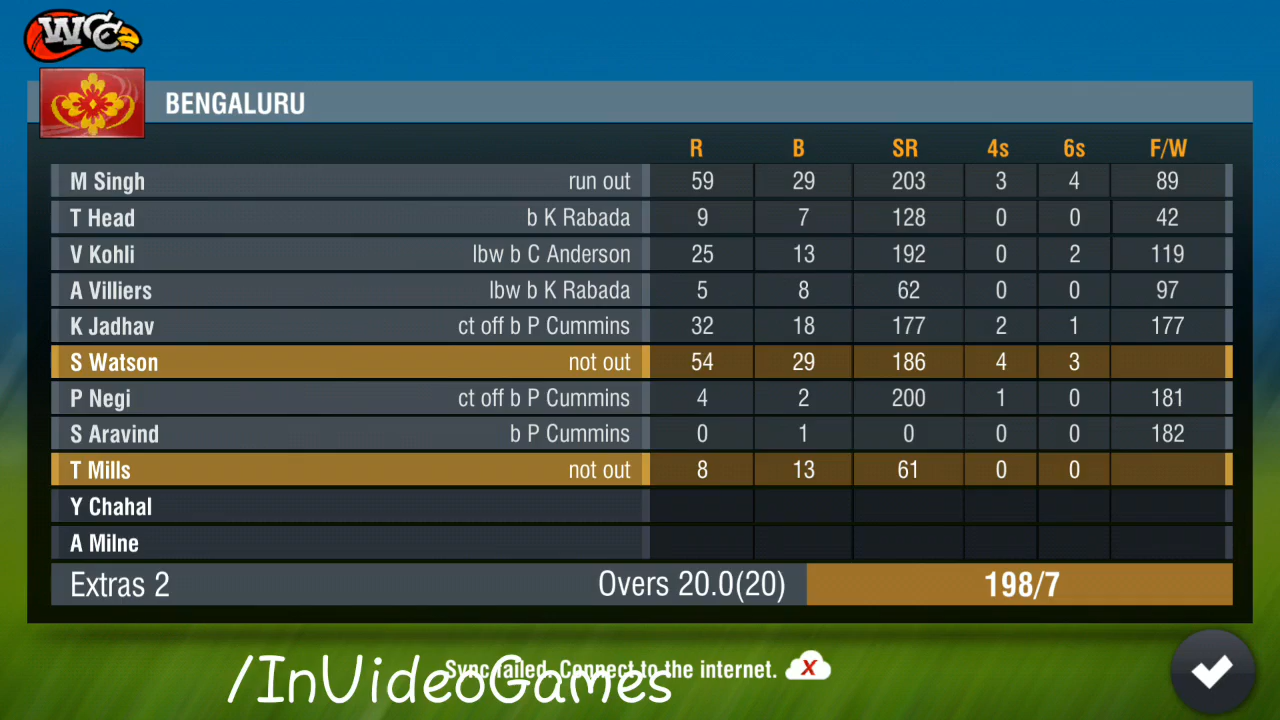 WCC
BENGALURU
R B SR 4s 6s F/W
M Singh run out 59 29 203 3 4 89
T Head b K Rabada 9 7 128 0 0 42
V Kohli lbw b C Anderson 25 13 192 0 2 119
A Villiers lbw b K Rabada 5 8 62 0 0 97
K Jadhav ct off b P Cummins 32 18 177 2 1 177
S Watson not out 54 29 186 4 3
P Negi ct off b P Cummins 4 2 200 1 0 181
S Aravind b P Cummins 0 1 0 0 0 182
T Mills not out 8 13 61 0 0
Y Chahal
A Milne
Extras 2 Overs 20.0(20) 198/7
Sync failed. Connect to the internet. X
/InVideoGames